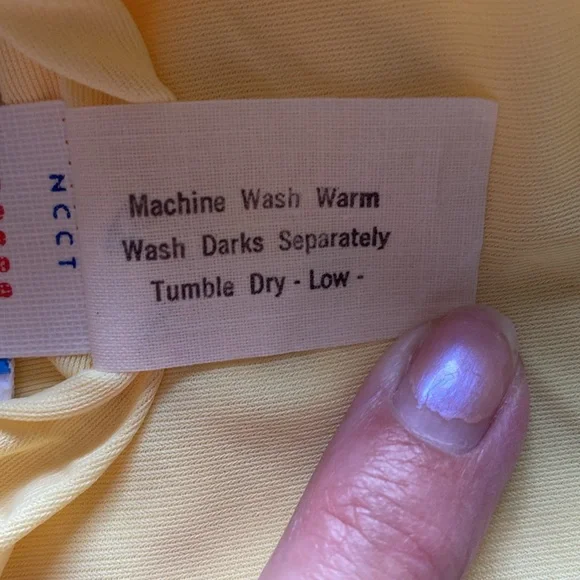 NCCT
Machine Wash Warm
Wash Darks Separately
Tumble Dry - Low -